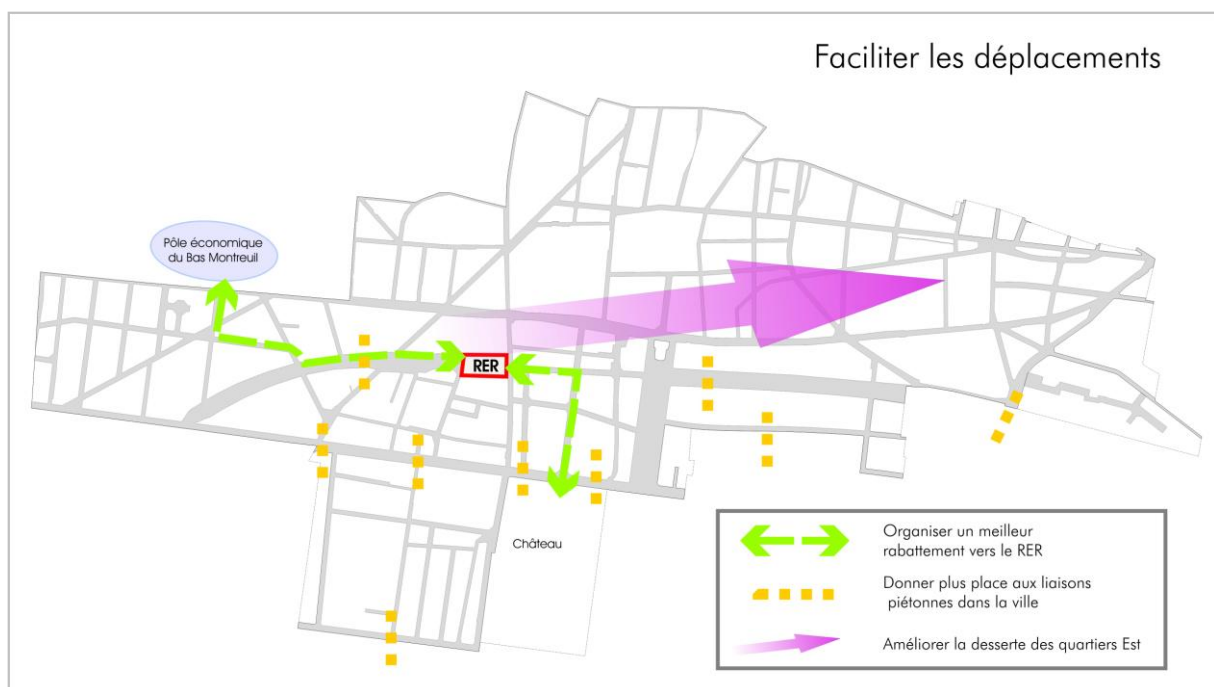 Faciliter les déplacements
Pôle économique
du Bas Montreuil
RER
Château
Organiser un meilleur
rabattement vers le RER
Donner plus place aux liaisons
piétonnes dans la ville
Améliorer la desserte des quartiers Est